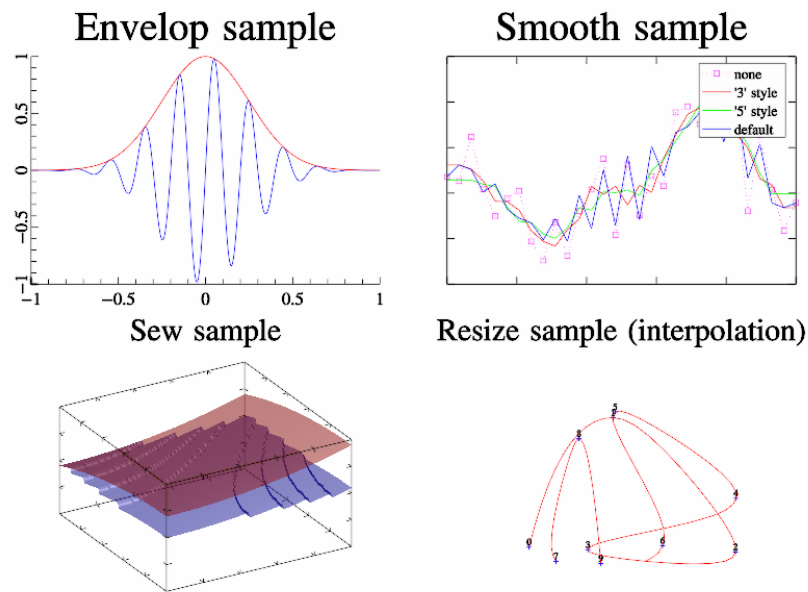 Envelop sample
1
0.5
0
−0.5
−1
−1 −0.5 0 0.5 1
Smooth sample
none
'3' style
'5' style
default
Sew sample
Resize sample (interpolation)
5
8
4
0
7
3
9
6
2